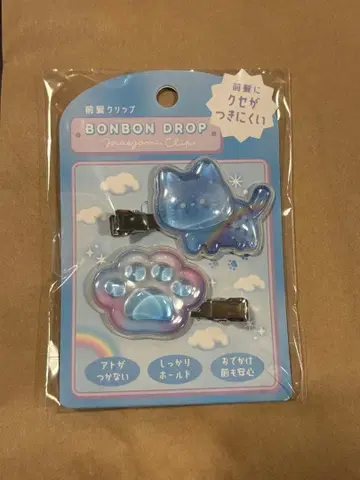 前髪に
クセが
つきにくい
前髪クリップ
BONBON DROP
Maegami Clip
アトが
つかない
しっかり
ホールド
おでかけ
前も安心